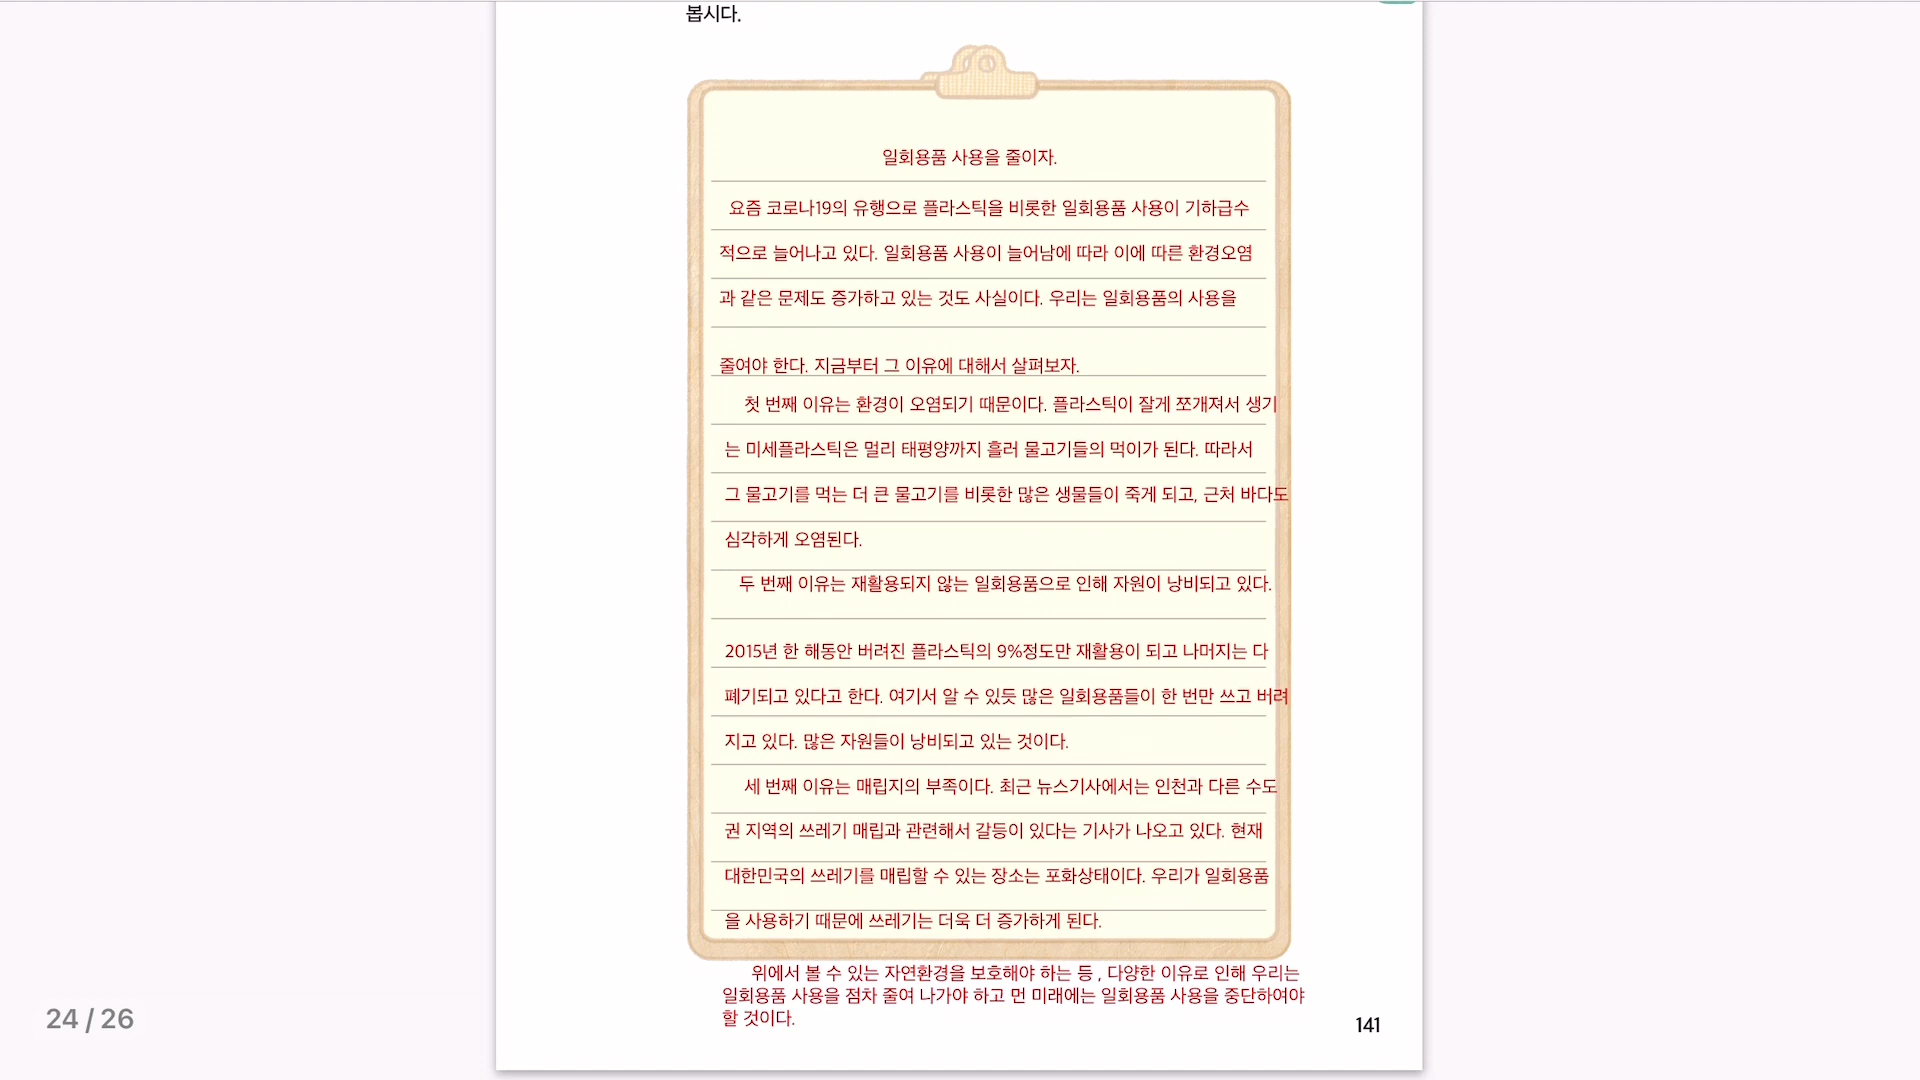 봅시다.
일회용품 사용을 줄이자.
요즘 코로나19의 유행으로 플라스틱을 비롯한 일회용품 사용이 기하급수
적으로 늘어나고 있다. 일회용품 사용이 늘어남에 따라 이에 따른 환경오염
과 같은 문제도 증가하고 있는 것도 사실이다. 우리는 일회용품의 사용을
줄여야 한다. 지금부터 그 이유에 대해서 살펴보자.
첫 번째 이유는 환경이 오염되기 때문이다. 플라스틱이 잘게 쪼개져서 생기
는 미세플라스틱은 멀리 태평양까지 흘러 물고기들의 먹이가 된다. 따라서
그 물고기를 먹는 더 큰 물고기를 비롯한 많은 생물들이 죽게 되고, 근처 바다도
심각하게 오염된다.
두 번째 이유는 재활용되지 않는 일회용품으로 인해 자원이 낭비되고 있다.
2015년 한 해동안 버려진 플라스틱의 9%정도만 재활용이 되고 나머지는 다
폐기되고 있다고 한다. 여기서 알 수 있듯 많은 일회용품들이 한 번만 쓰고 버려
지고 있다. 많은 자원들이 낭비되고 있는 것이다.
세 번째 이유는 매립지의 부족이다. 최근 뉴스기사에서는 인천과 다른 수도
권 지역의 쓰레기 매립과 관련해서 갈등이 있다는 기사가 나오고 있다. 현재
대한민국의 쓰레기를 매립할 수 있는 장소는 포화상태이다. 우리가 일회용품
을 사용하기 때문에 쓰레기는 더욱 더 증가하게 된다.
위에서 볼 수 있는 자연환경을 보호해야 하는 등 , 다양한 이유로 인해 우리는
일회용품 사용을 점차 줄여 나가야 하고 먼 미래에는 일회용품 사용을 중단하여야
할 것이다.
24 / 26
141